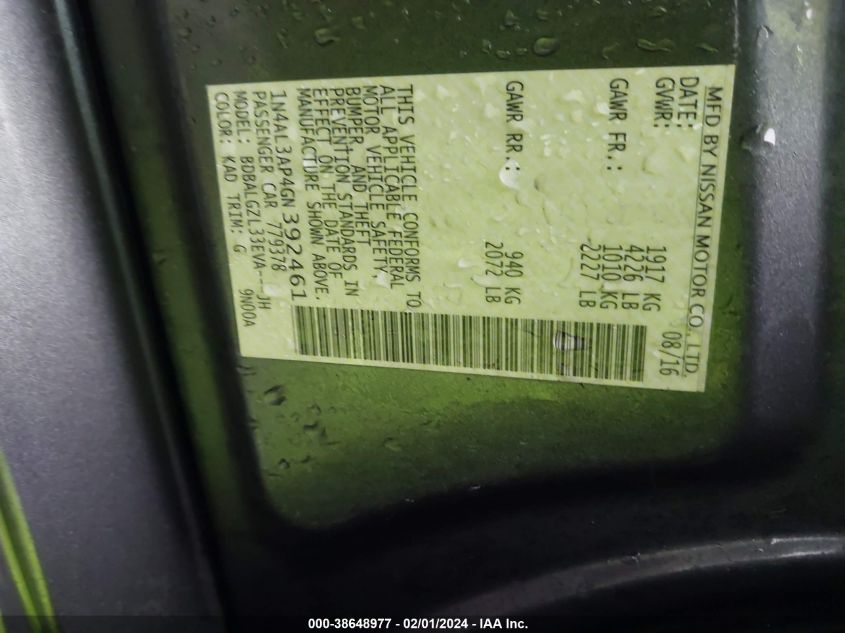 MFD BY NISSAN MOTOR CO., LTD.
DATE: 08/16
GVWR: 1917 KG
4226 LB
GAWR FR.: 1010 KG
2227 LB
GAWR RR.: 940 KG
2072 LB
THIS VEHICLE CONFORMS TO
ALL APPLICABLE FEDERAL
MOTOR VEHICLE SAFETY,
BUMPER, AND THEFT
PREVENTION STANDARDS IN
EFFECT ON THE DATE OF
MANUFACTURE SHOWN ABOVE.
1N4AL3AP4GN392461
PASSENGER CAR 779378
MODEL: BDBALGZL33EVA---JH
COLOR: KAD TRIM: G 9N00A
000-38648977 - 02/01/2024 - IAA Inc.